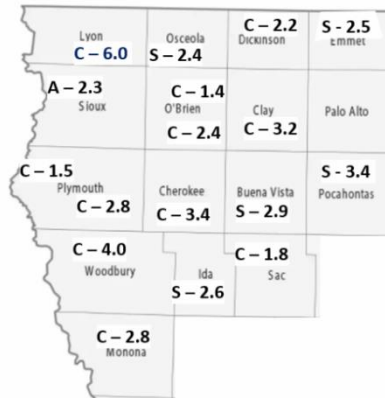 Lyon
C – 6.0
Osceola
S – 2.4
C – 2.2
Dickinson
S - 2.5
Emmet
A – 2.3
Sioux
C – 1.4
O'Brien
C – 2.4
Clay
C – 3.2
Palo Alto
C – 1.5
Plymouth
C – 2.8
Cherokee
C – 3.4
Buena Vista
S – 2.9
S - 3.4
Pocahontas
C – 4.0
Woodbury
Ida
S – 2.6
C – 1.8
Sac
C – 2.8
Monona